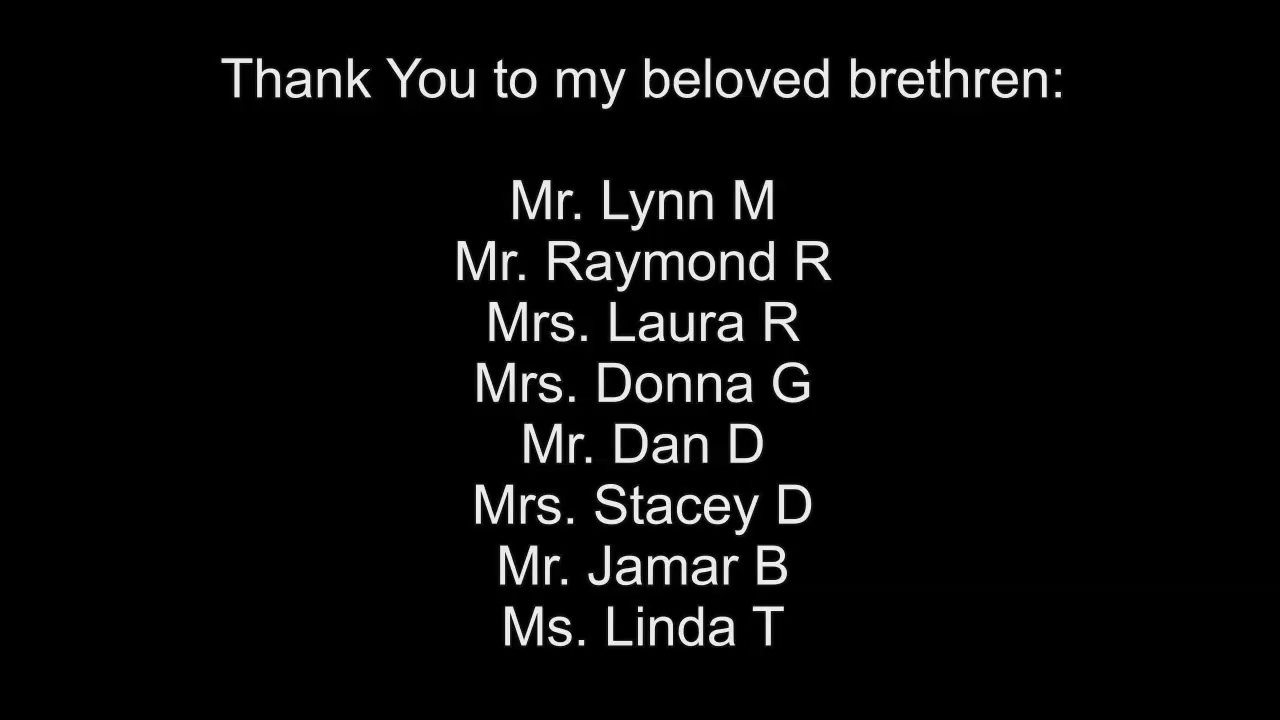 Thank You to my beloved brethren:
Mr. Lynn M
Mr. Raymond R
Mrs. Laura R
Mrs. Donna G
Mr. Dan D
Mrs. Stacey D
Mr. Jamar B
Ms. Linda T